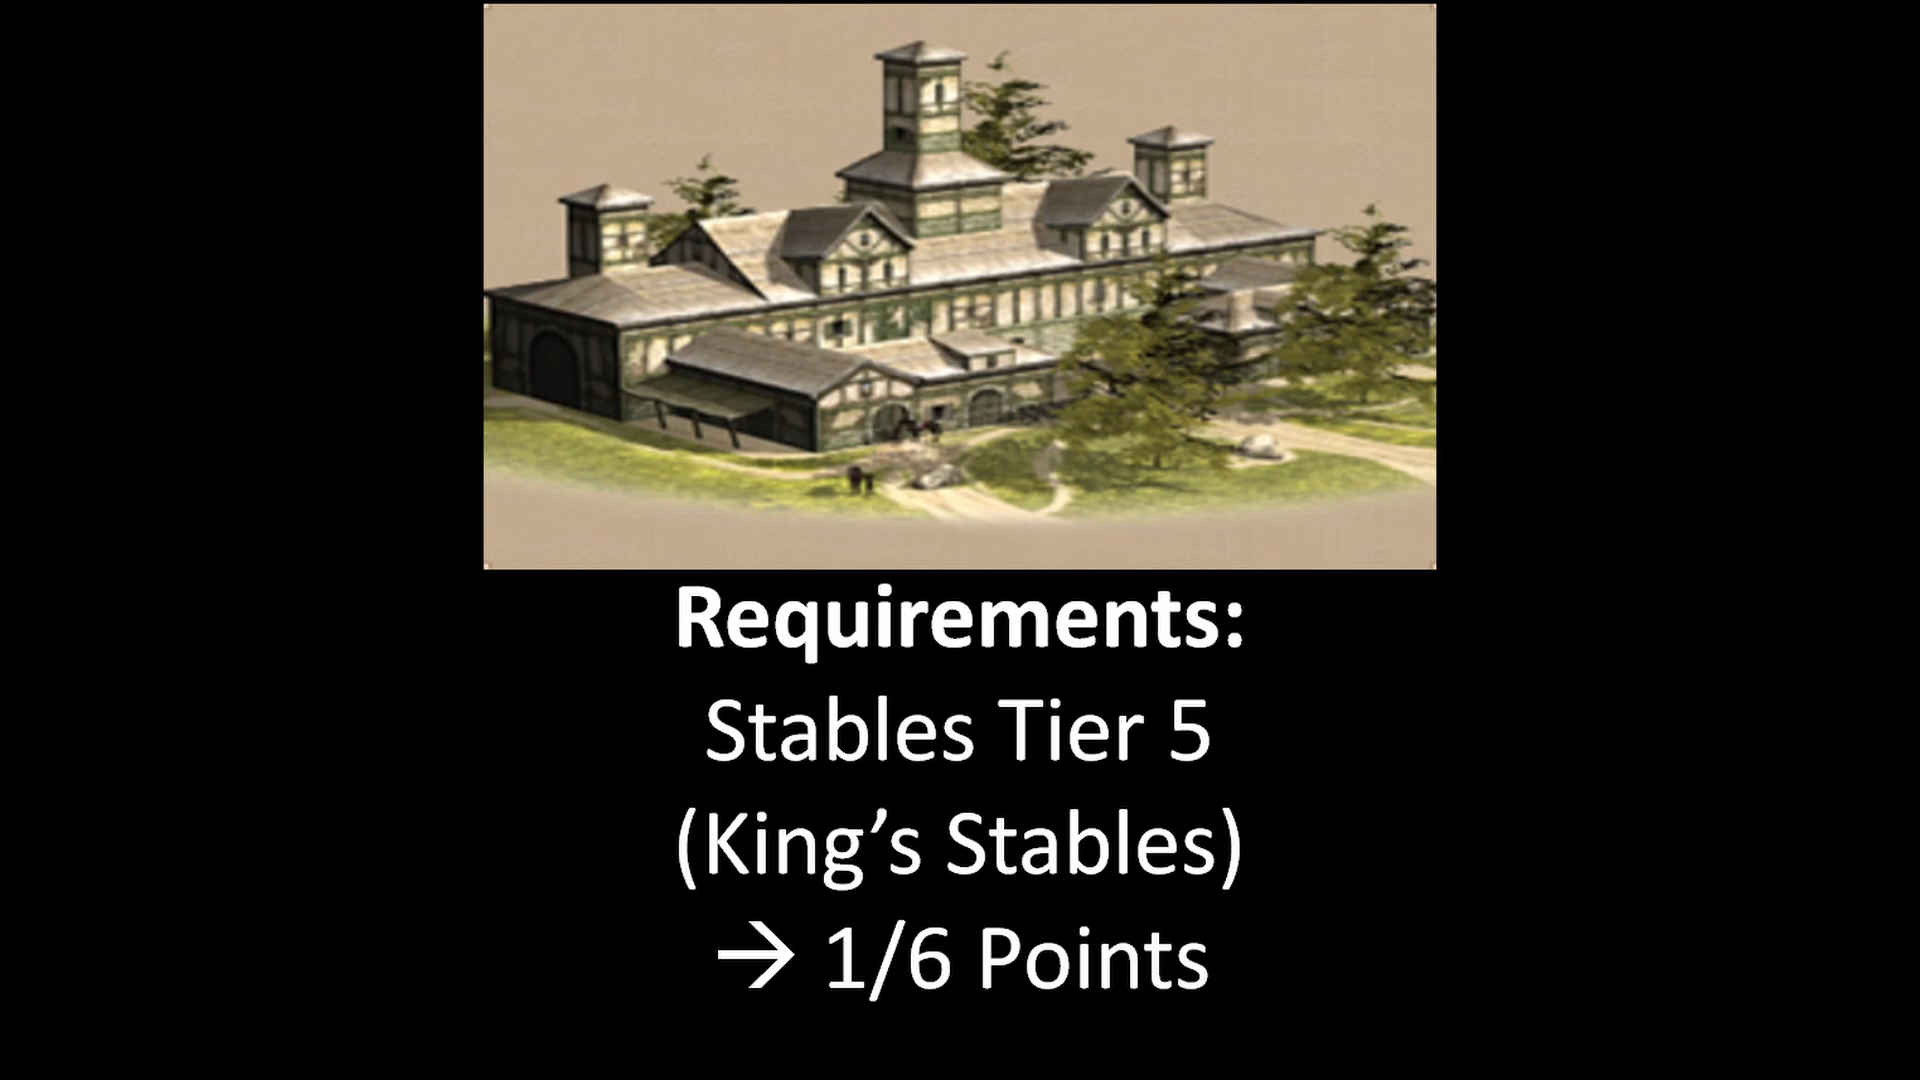 Requirements:
Stables Tier 5
(King’s Stables)
→ 1/6 Points